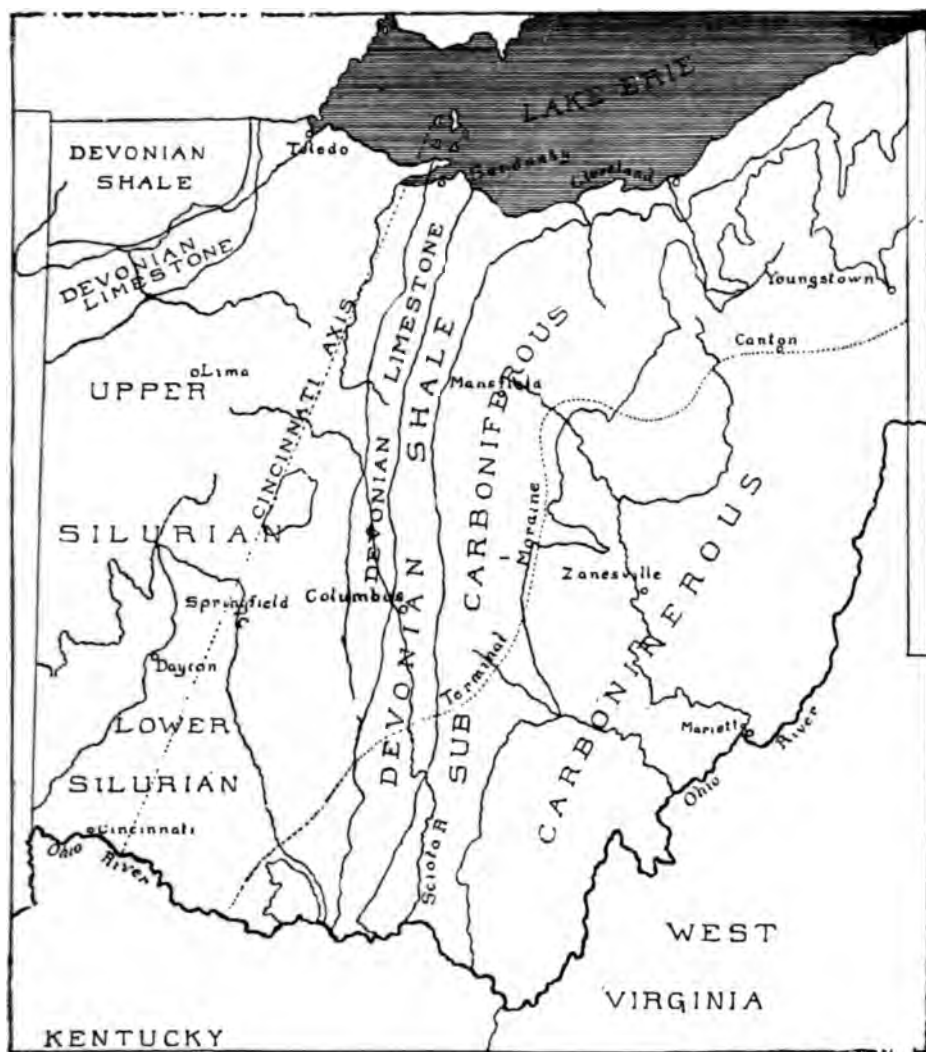 LAKE ERIE
DEVONIAN
SHALE
Toledo
Sandusky
Cleveland
DEVONIAN
LIMESTONE
Youngstown
Canton
CINCINNATI AXIS
DEVONIAN LIMESTONE
DEVONIAN SHALE
SUB CARBONIFEROUS
CARBONIFEROUS
Lima
UPPER
SILURIAN
Mansfield
Terminal Moraine
Zanesville
Springfield
Columbus
Dayton
LOWER
SILURIAN
Mariett
Ohio River
Cincinnati
Ohio River
Scioto R
WEST
VIRGINIA
KENTUCKY